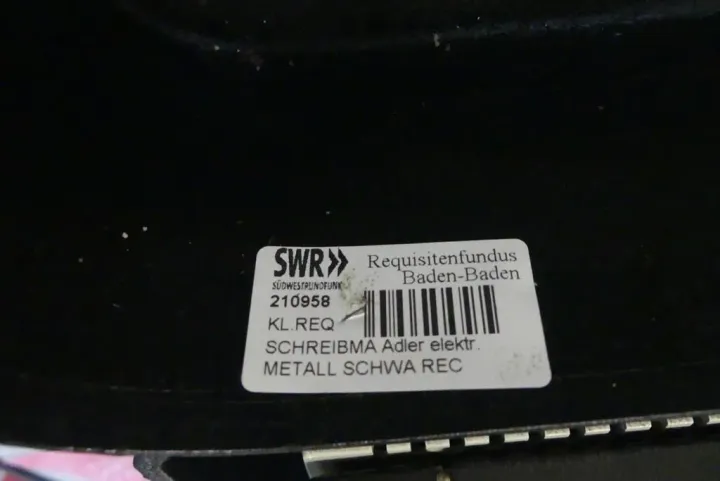 SWR»
Requisitenfundus
Baden-Baden
SÜDWESTRUNDFUNK
210958
KL.REQ
SCHREIBMA Adler elektr.
METALL SCHWA REC